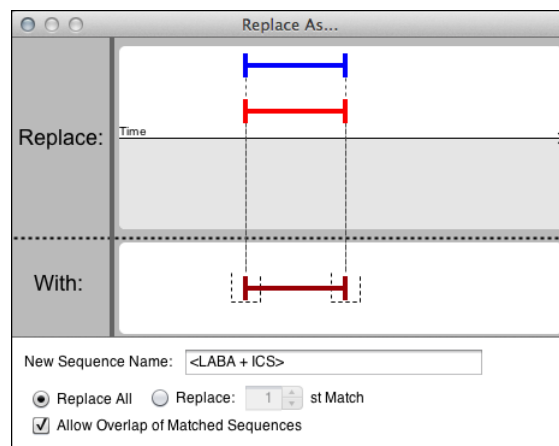 Replace As...
Replace:
Time
With:
New Sequence Name: <LABA + ICS>
Replace All Replace: 1 st Match
Allow Overlap of Matched Sequences